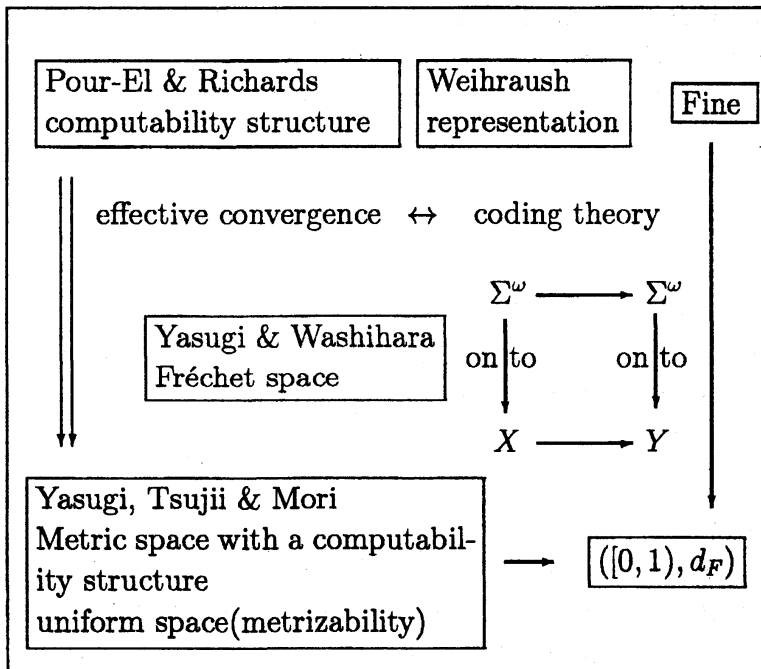 Pour-El & Richards
computability structure
Weihraush
representation
Fine
effective convergence ↔ coding theory
Σ^ω Σ^ω
Yasugi & Washihara
Fréchet space
on to on to
X Y
Yasugi, Tsujii & Mori
Metric space with a computabil-
ity structure
uniform space(metrizability)
([0, 1), d_F)